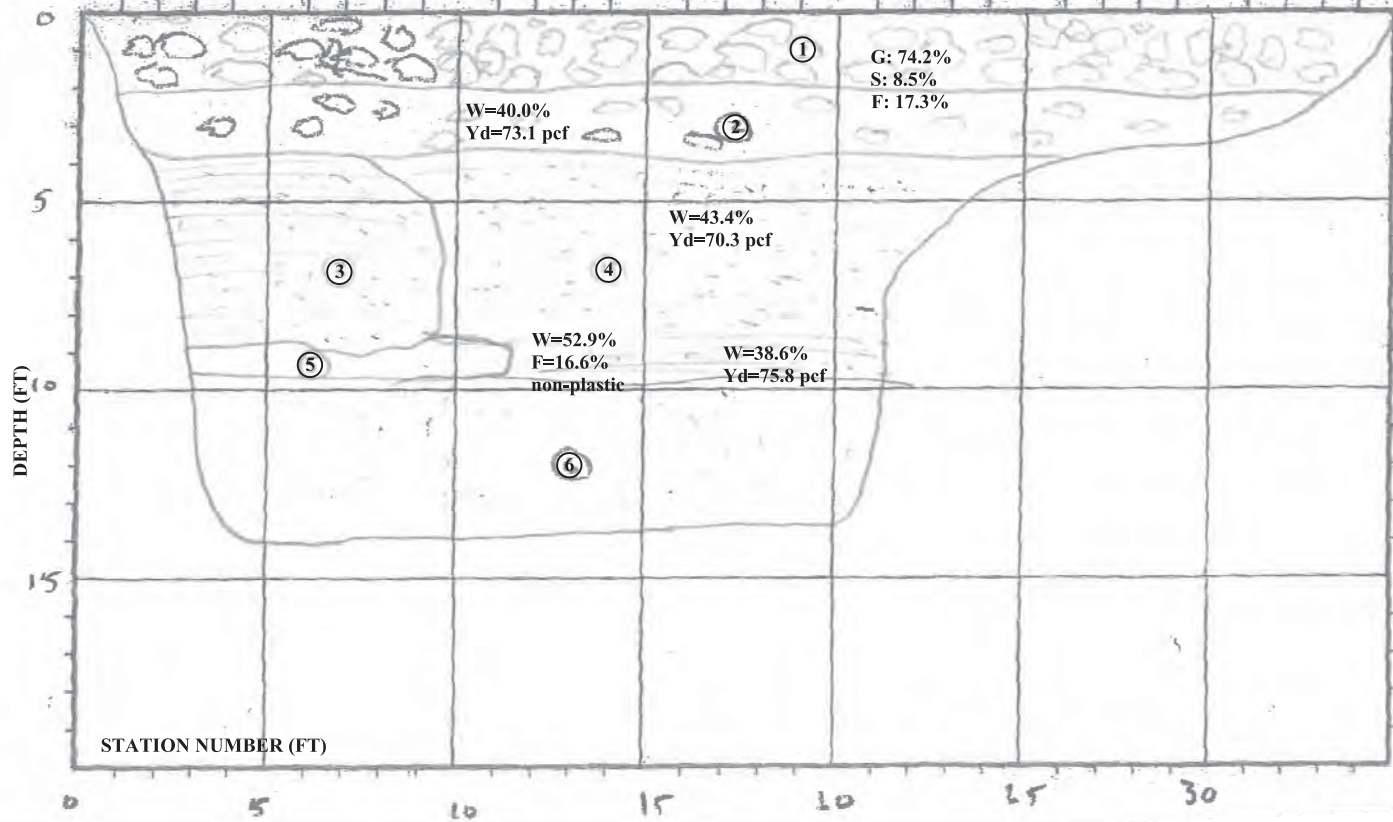 0
①
G: 74.2%
S: 8.5%
F: 17.3%
W=40.0%
Yd=73.1 pcf
②
5
W=43.4%
Yd=70.3 pcf
③
④
W=52.9%
F=16.6%
non-plastic
W=38.6%
Yd=75.8 pcf
⑤
10
DEPTH (FT)
⑥
15
STATION NUMBER (FT)
0 5 10 15 20 25 30